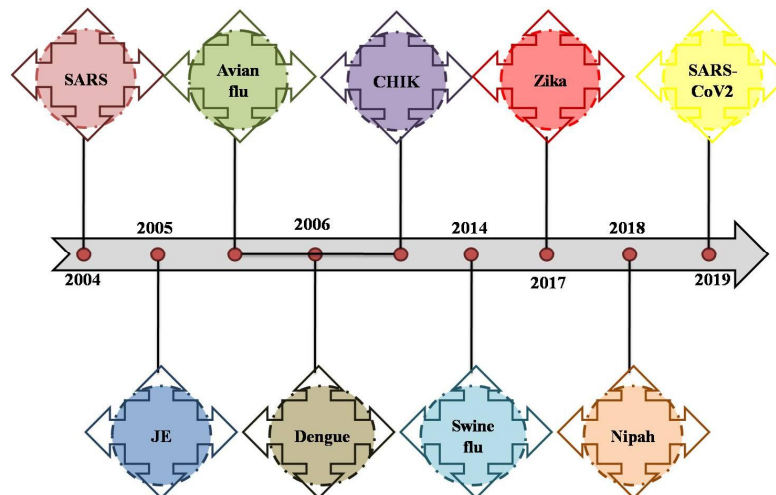 SARS
Avian
flu
CHIK
Zika
SARS-
CoV2
2005
2006
2014
2018
2004
2017
2019
JE
Dengue
Swine
flu
Nipah